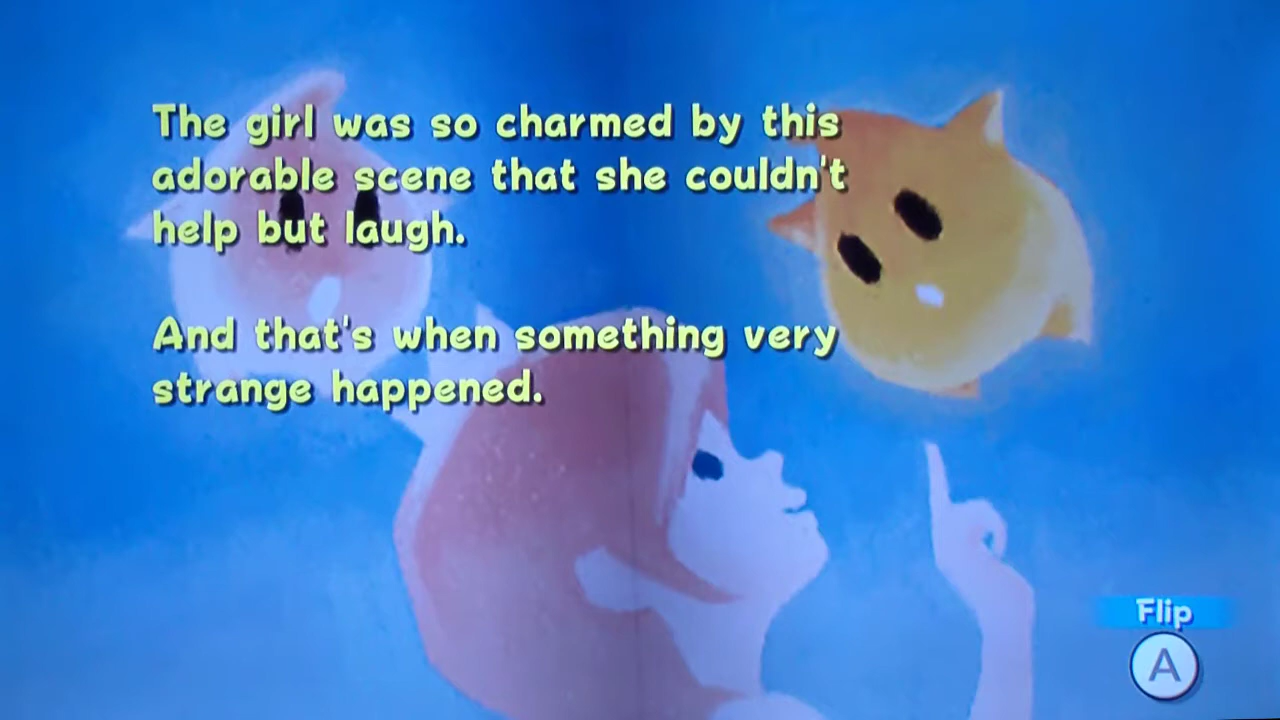 The girl was so charmed by this
adorable scene that she couldn't
help but laugh.
And that's when something very
strange happened.
Flip
A